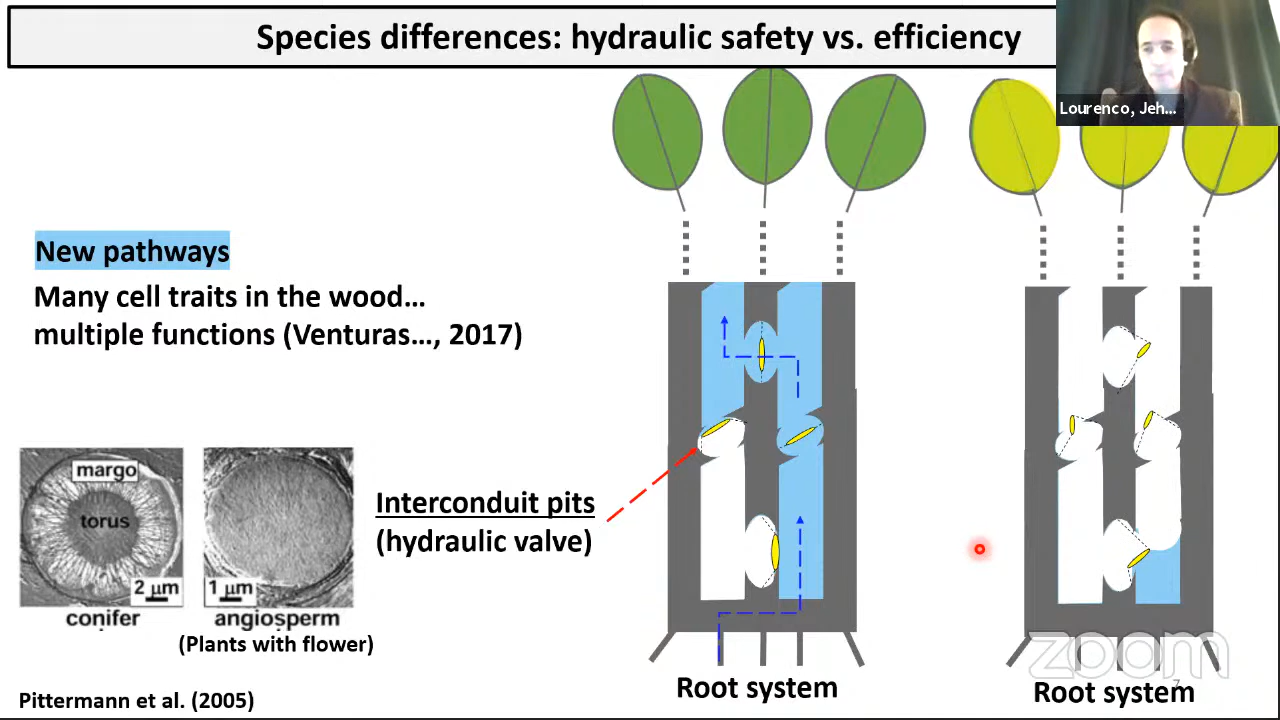 Species differences: hydraulic safety vs. efficiency
Lourenco, Jeh...
New pathways
Many cell traits in the wood...
multiple functions (Venturas..., 2017)
margo
torus
2 μm
1 μm
conifer
angiosperm
(Plants with flower)
Interconduit pits
(hydraulic valve)
Root system
Root system
zoom
7
Pittermann et al. (2005)